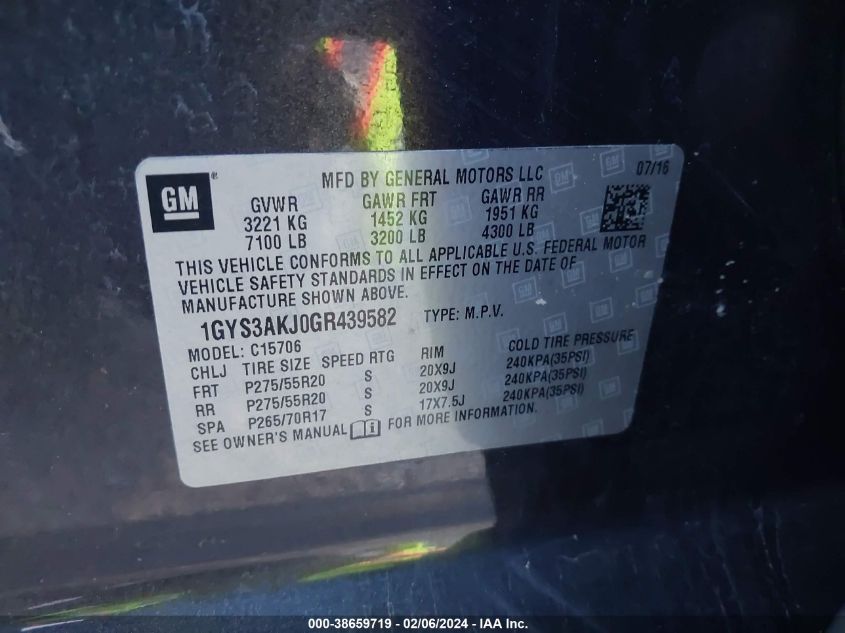 GM®
MFD BY GENERAL MOTORS LLC 07/16
GVWR GAWR FRT GAWR RR
3221 KG 1452 KG 1951 KG
7100 LB 3200 LB 4300 LB
THIS VEHICLE CONFORMS TO ALL APPLICABLE U.S. FEDERAL MOTOR
VEHICLE SAFETY STANDARDS IN EFFECT ON THE DATE OF
MANUFACTURE SHOWN ABOVE.
1GYS3AKJ0GR439582 TYPE: M.P.V.
MODEL: C15706
CHLJ TIRE SIZE SPEED RTG RIM COLD TIRE PRESSURE
FRT P275/55R20 S 20X9J 240KPA(35PSI)
RR P275/55R20 S 20X9J 240KPA(35PSI)
SPA P265/70R17 S 17X7.5J 240KPA(35PSI)
SEE OWNER'S MANUAL FOR MORE INFORMATION.
000-38659719 - 02/06/2024 - IAA Inc.